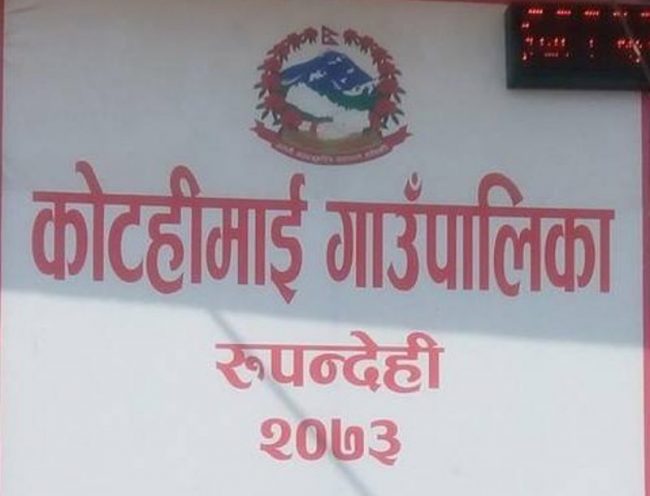 कोटहीमाई गाउँपालिका
रुपन्देही
२०७३